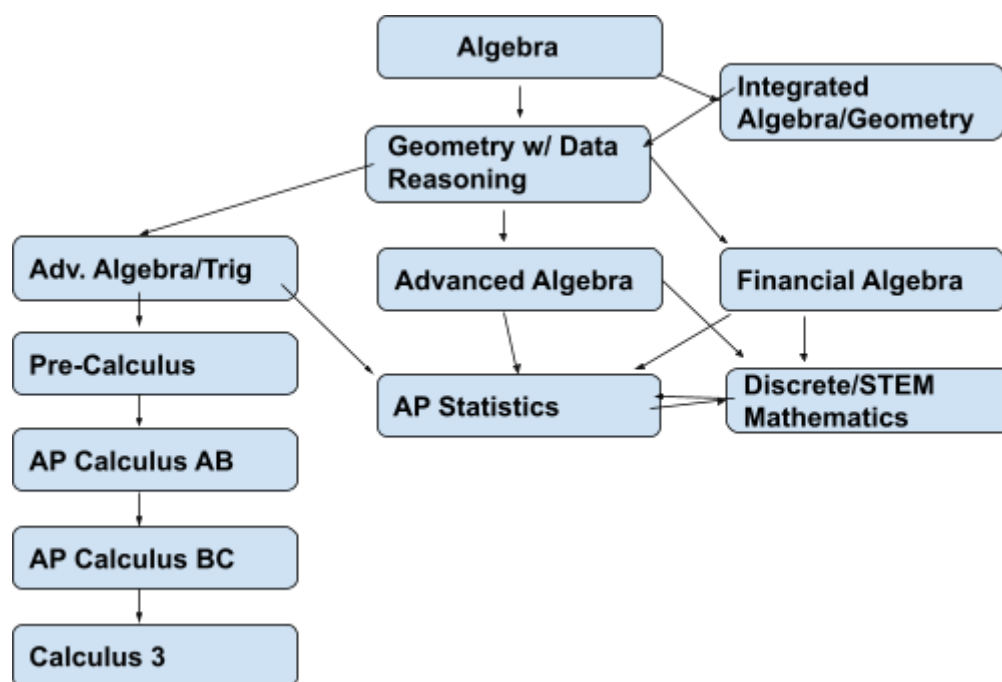 Algebra
Integrated
Algebra/Geometry
Geometry w/ Data
Reasoning
Adv. Algebra/Trig
Advanced Algebra
Financial Algebra
Pre-Calculus
AP Statistics
Discrete/STEM
Mathematics
AP Calculus AB
AP Calculus BC
Calculus 3